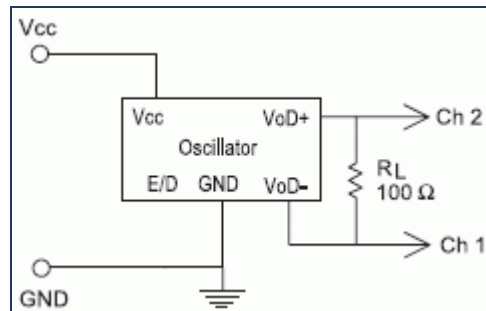 Vcc
Vcc
VoD+
Ch 2
Oscillator
RL
100 Ω
E/D GND VoD-
Ch 1
GND